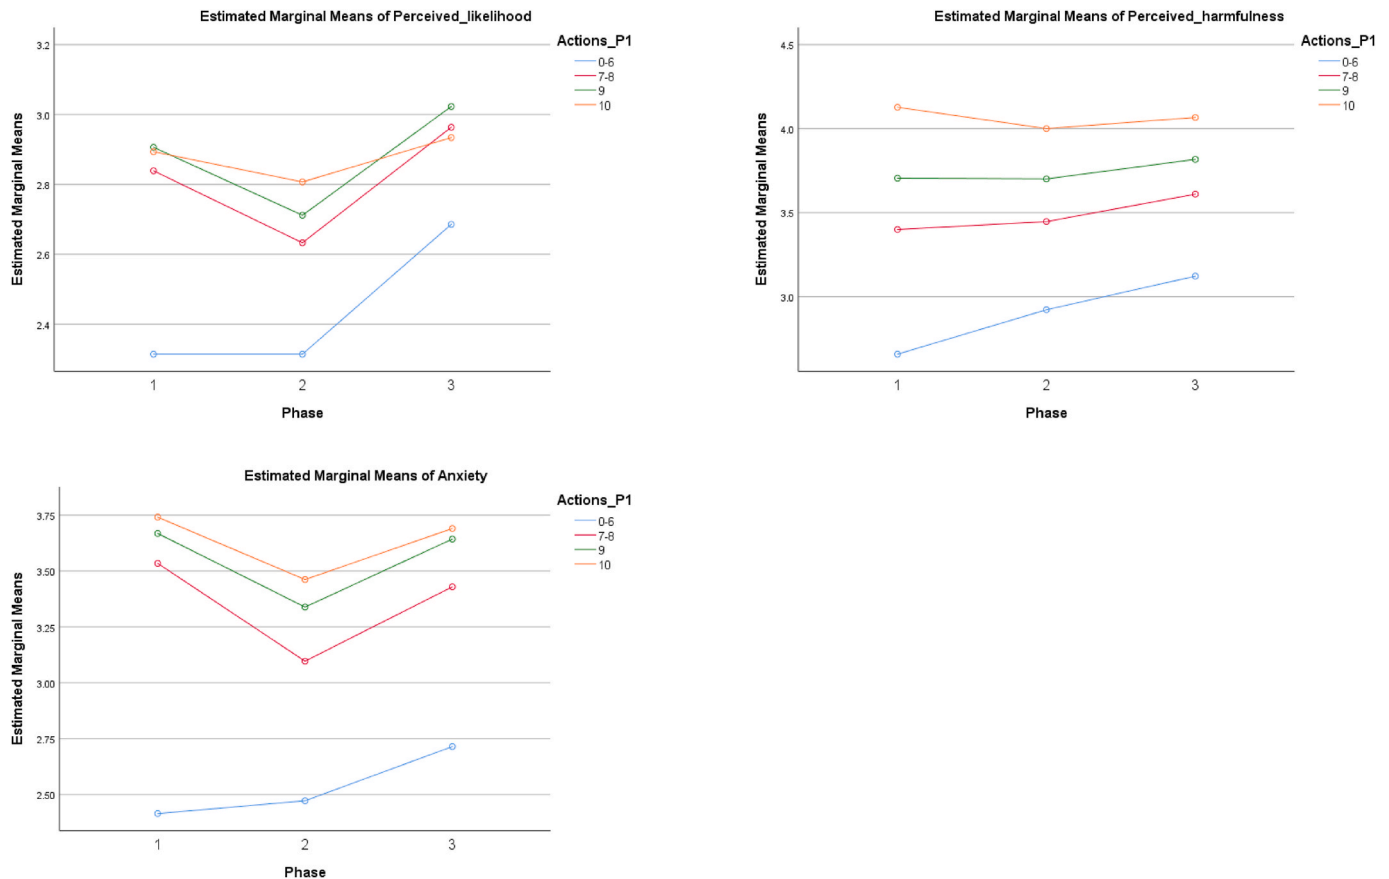 Estimated Marginal Means of Perceived_likelihood
Actions_P1
0-6
7-8
9
10
Estimated Marginal Means
3.2
3.0
2.8
2.6
2.4
1 2 3
Phase
Estimated Marginal Means of Perceived_harmfulness
Actions_P1
0-6
7-8
9
10
Estimated Marginal Means
4.5
4.0
3.5
3.0
1 2 3
Phase
Estimated Marginal Means of Anxiety
Actions_P1
0-6
7-8
9
10
Estimated Marginal Means
3.75
3.50
3.25
3.00
2.75
2.50
1 2 3
Phase